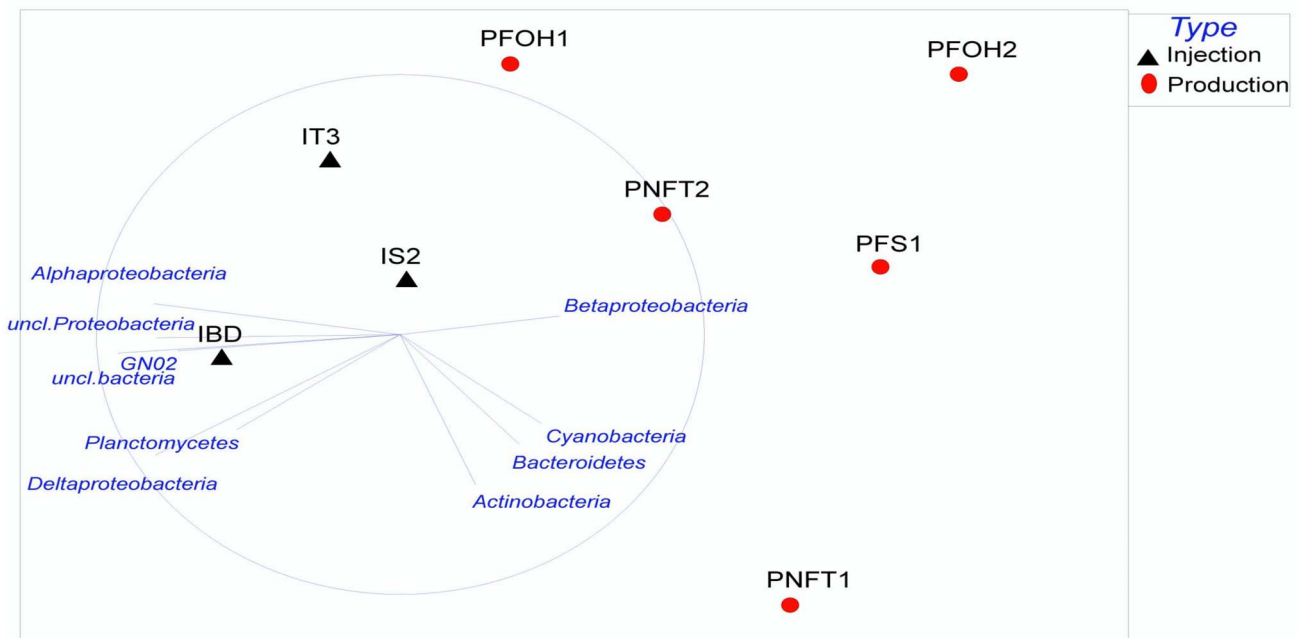 Type
Injection
Production
PFOH1
PFOH2
IT3
PNFT2
PFS1
IS2
Alphaproteobacteria
Betaproteobacteria
uncl.Proteobacteria
IBD
GN02
uncl.bacteria
Planctomycetes
Cyanobacteria
Bacteroidetes
Deltaproteobacteria
Actinobacteria
PNFT1